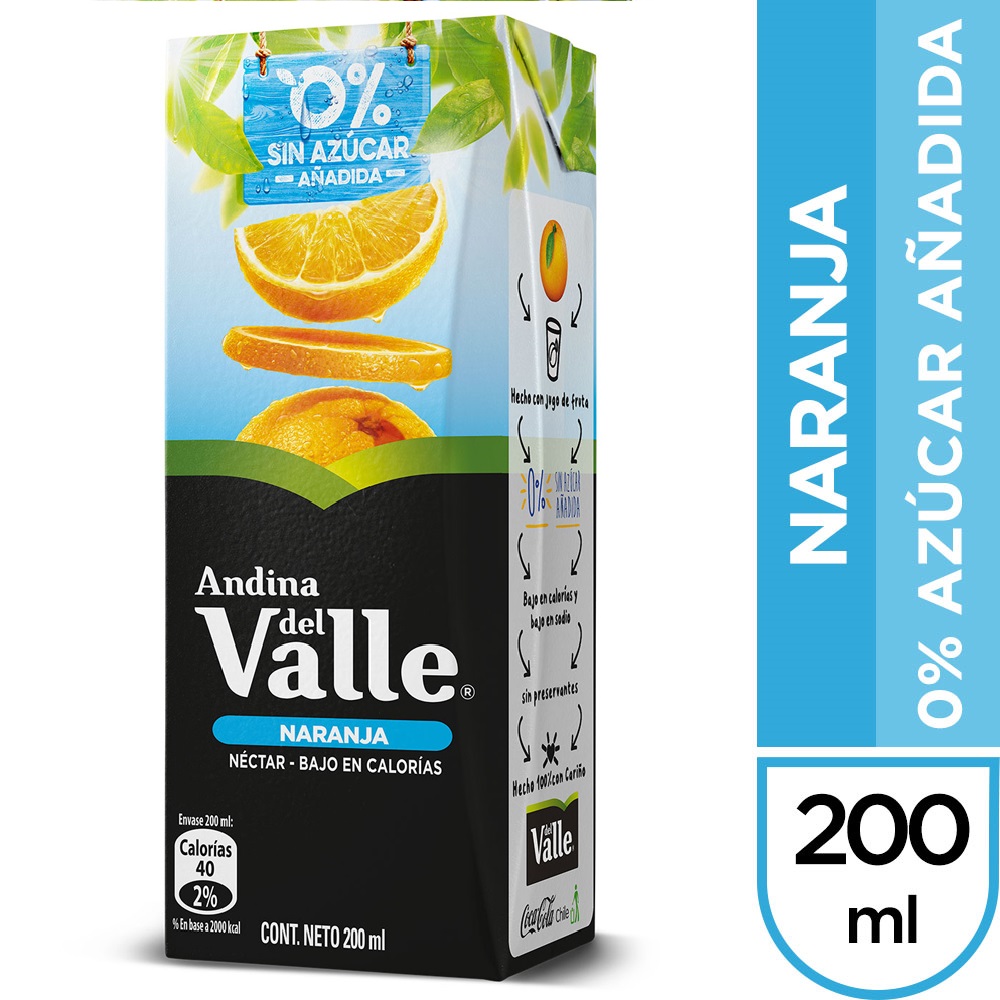 0%
SIN AZÚCAR
AÑADIDA
Andina
del
Valle®
NARANJA
NÉCTAR - BAJO EN CALORÍAS
Envase 200 ml:
Calorías
40
2%
% En base a 2000 kcal
CONT. NETO 200 ml
Hecho con jugo de fruta
0% SIN AZÚCAR
AÑADIDA
Bajo en calorías y
bajo en sodio
sin preservantes
Hecho 100% con Cariño
del
Valle®
Coca-Cola Chile
NARANJA
0% AZÚCAR AÑADIDA
200
ml